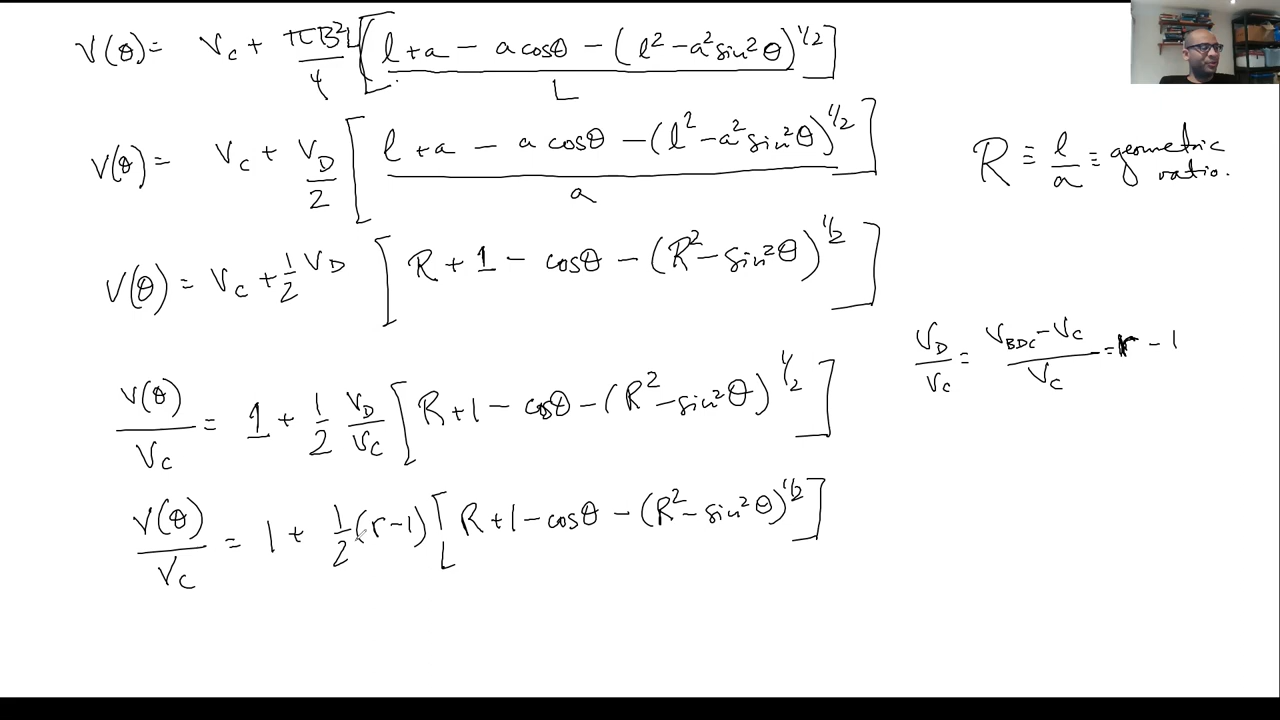 V(θ) = V_C + πB²L/4 [ (l + a − a cosθ − (l² − a² sin²θ)^{1/2}) / L ]
V(θ) = V_C + V_D/2 [ (l + a − a cosθ − (l² − a² sin²θ)^{1/2}) / a ]
R ≡ l/a ≡ geometric
ratio.
V(θ) = V_C + 1/2 V_D [ R + 1 − cosθ − (R² − sin²θ)^{1/2} ]
V_D/V_C = (V_BDC − V_C)/V_C = r − 1
V(θ)/V_C = 1 + 1/2 V_D/V_C [ R + 1 − cosθ − (R² − sin²θ)^{1/2} ]
V(θ)/V_C = 1 + 1/2 (r − 1) [ R + 1 − cosθ − (R² − sin²θ)^{1/2} ]